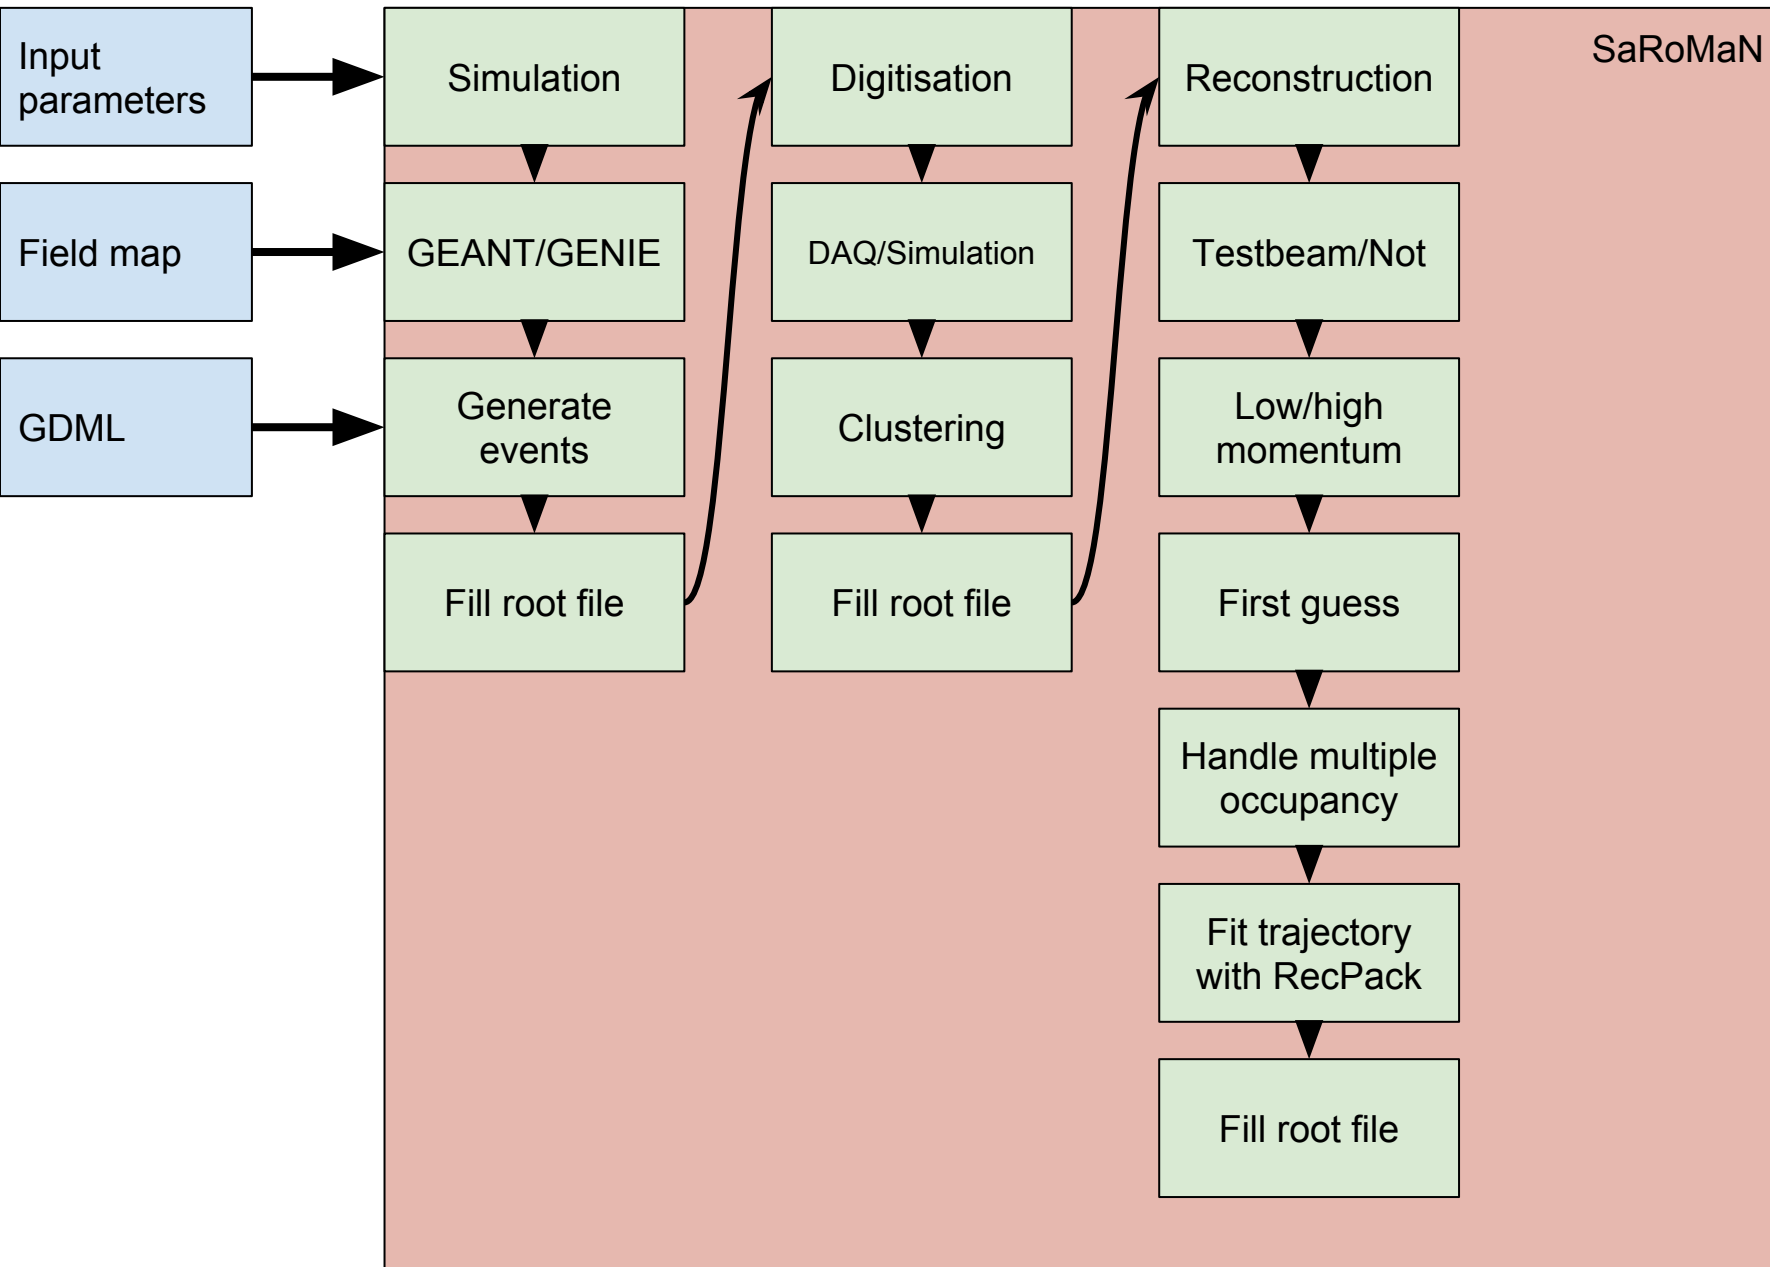 Input
parameters
Field map
GDML
Simulation
GEANT/GENIE
Generate
events
Fill root file
Digitisation
DAQ/Simulation
Clustering
Fill root file
Reconstruction
Testbeam/Not
Low/high
momentum
First guess
Handle multiple
occupancy
Fit trajectory
with RecPack
Fill root file
SaRoMaN